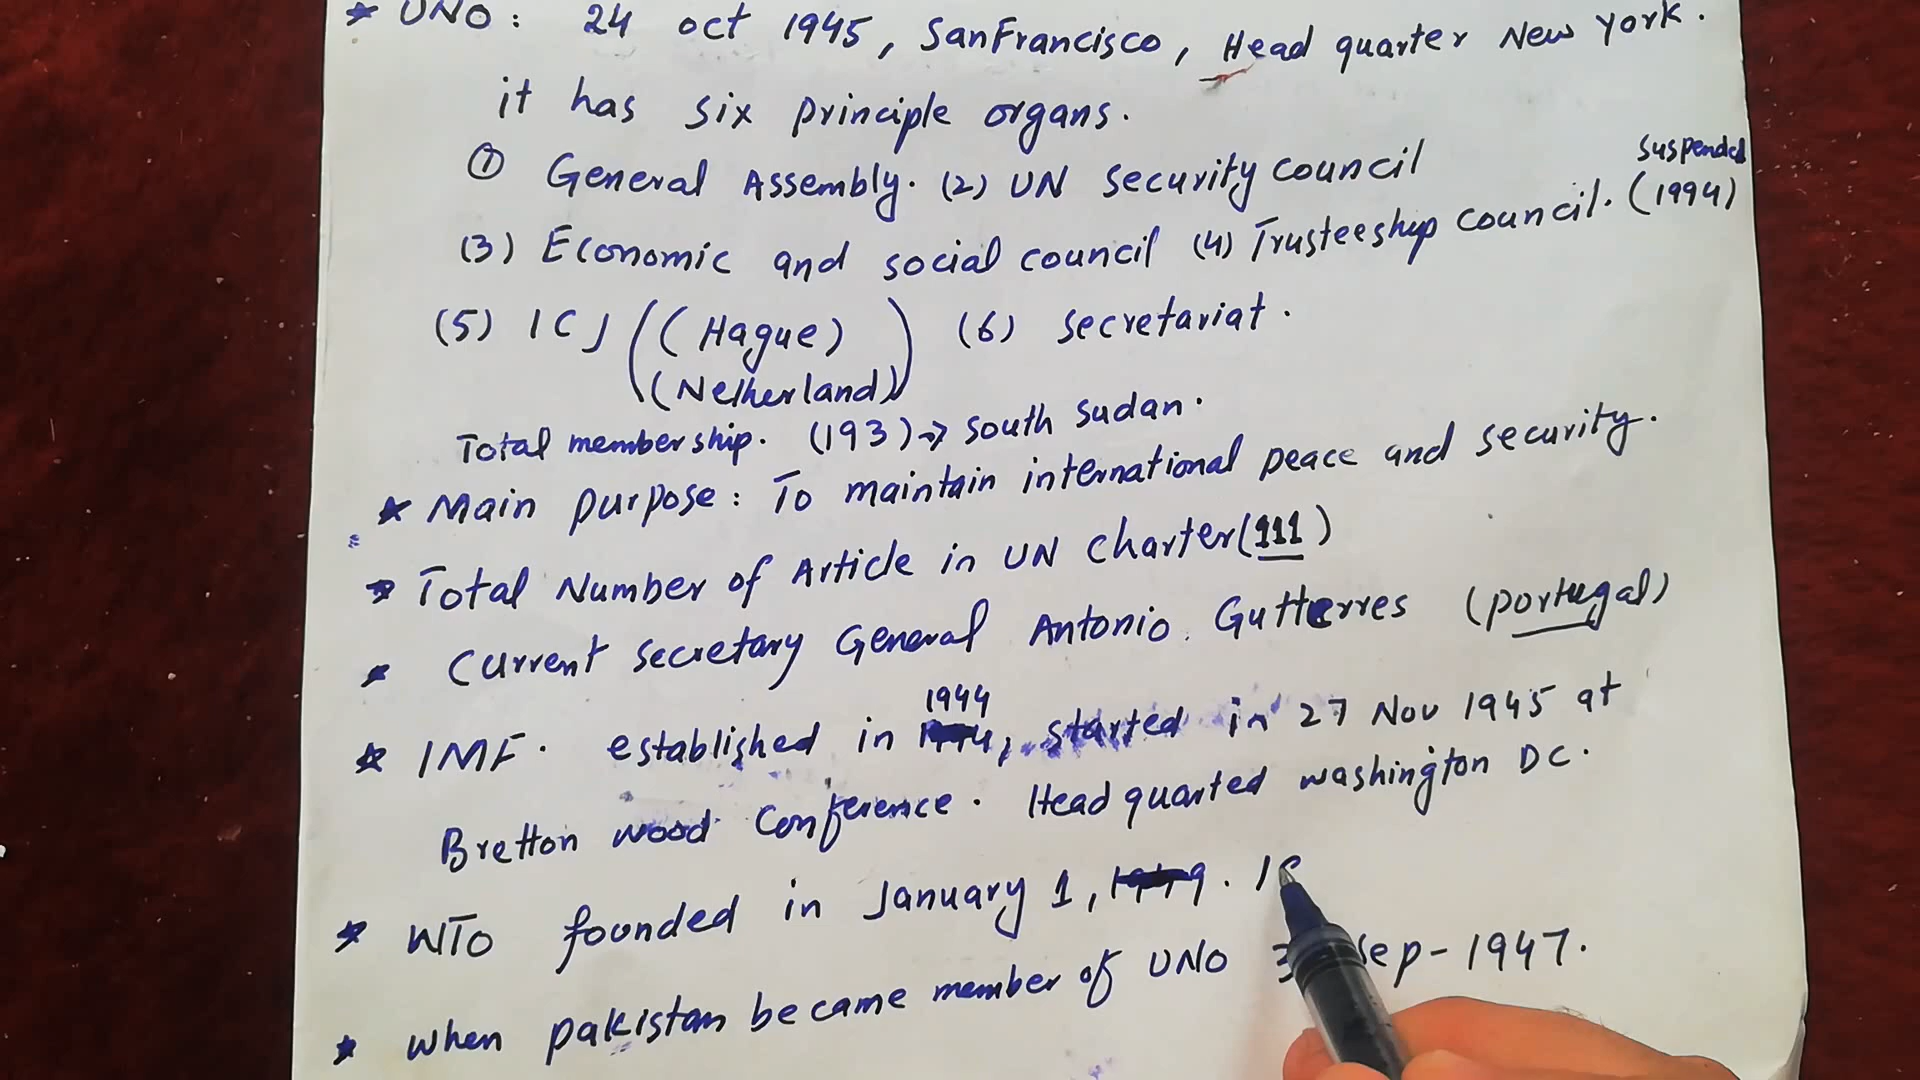 * UNO: 24 oct 1945, SanFrancisco, Head quarter New York.
it has six principle organs.
① General Assembly. (2) UN security council
suspended
(3) Economic and social council (4) Trusteeship council. (1994)
(5) ICJ ((Hague) (6) secretariat.
(Netherland))
Total membership. (193)→ south sudan.
* Main purpose: To maintain international peace and security.
* Total Number of Article in UN charter(111)
* Current secretary General Antonio. Gutterres (portugal)
1944
* IMF. established in , started in 27 Nov 1945 at
Bretton wood conference. Headquarted washington DC.
* WTO founded in January 1,
* when pakistan became member of UNO Sep-1947.